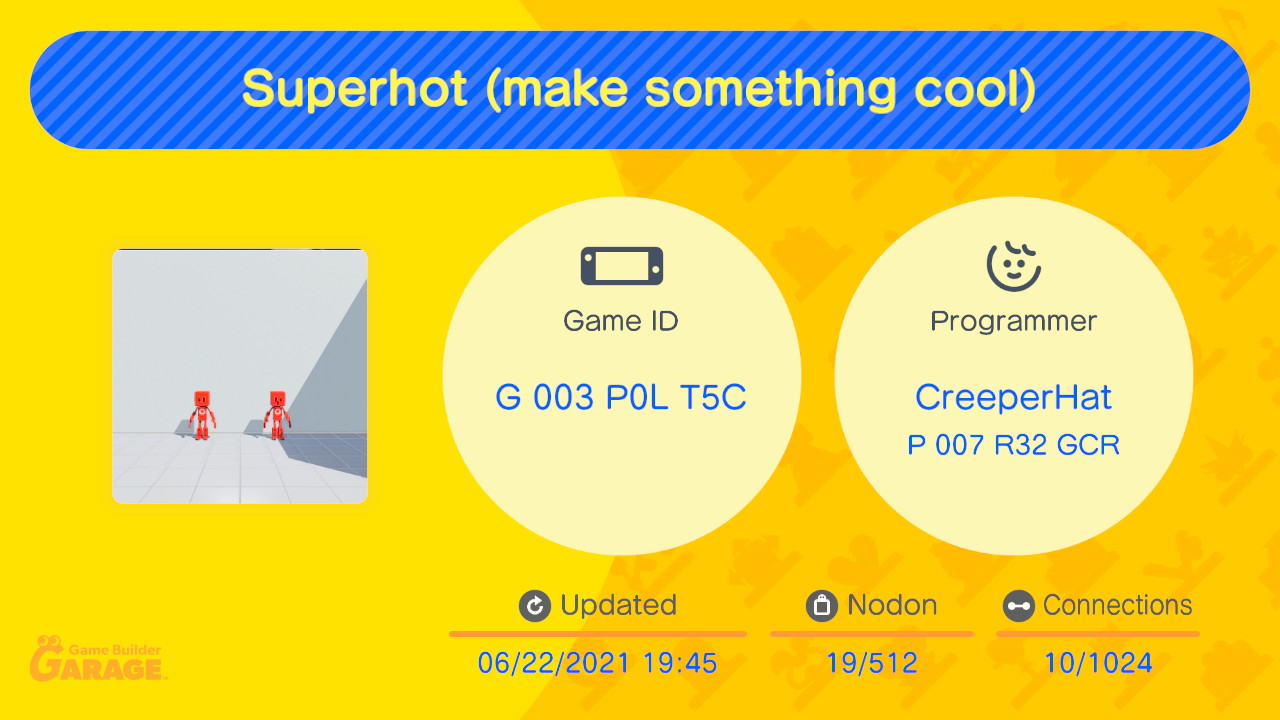 Superhot (make something cool)
Game ID
G 003 P0L T5C
Programmer
CreeperHat
P 007 R32 GCR
Updated
06/22/2021 19:45
Nodon
19/512
Connections
10/1024
Game Builder
GARAGE